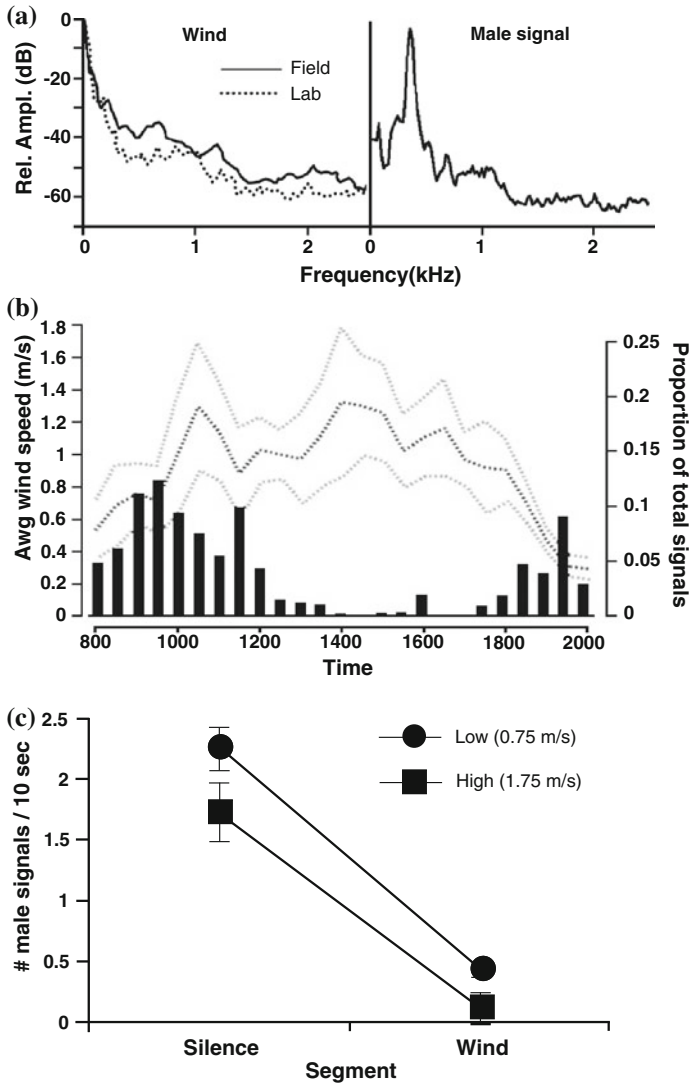 (a)
Wind
Male signal
Field
Lab
Rel. Ampl. (dB)
0
-20
-40
-60
0
1
2
0
1
2
Frequency(kHz)
(b)
Awg wind speed (m/s)
1.8
1.6
1.4
1.2
1
0.8
0.6
0.4
0.2
0
0.25
0.2
0.15
0.1
0.05
0
Proportion of total
signals
800
1000
1200
1400
1600
1800
2000
Time
(c)
# male signals / 10 sec
2.5
2
1.5
1
0.5
0
Low (0.75 m/s)
High (1.75 m/s)
Silence
Wind
Segment